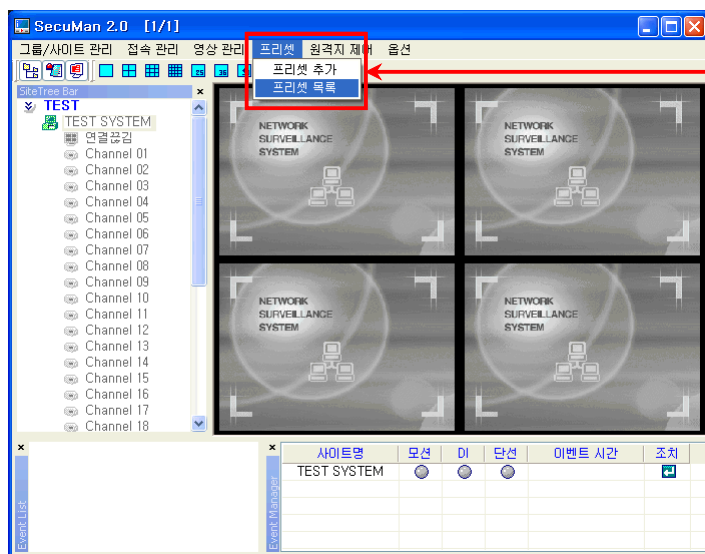 SecuMan 2.0 [1/1]
그룹/사이트 관리 접속 관리 영상 관리 프리셋 원격지 제어 옵션
25 36
프리셋 추가
프리셋 목록
SiteTree Bar
TEST
TEST SYSTEM
연결끊김
Channel 01
Channel 02
Channel 03
Channel 04
Channel 05
Channel 06
Channel 07
Channel 08
Channel 09
Channel 10
Channel 11
Channel 12
Channel 13
Channel 14
Channel 15
Channel 16
Channel 17
Channel 18
NETWORK
SURVEILLANCE
SYSTEM
NETWORK
SURVEILLANCE
SYSTEM
NETWORK
SURVEILLANCE
SYSTEM
NETWORK
SURVEILLANCE
SYSTEM
Event List
Event Manager
사이트명 모션 DI 단선 이벤트 시간 조치
TEST SYSTEM